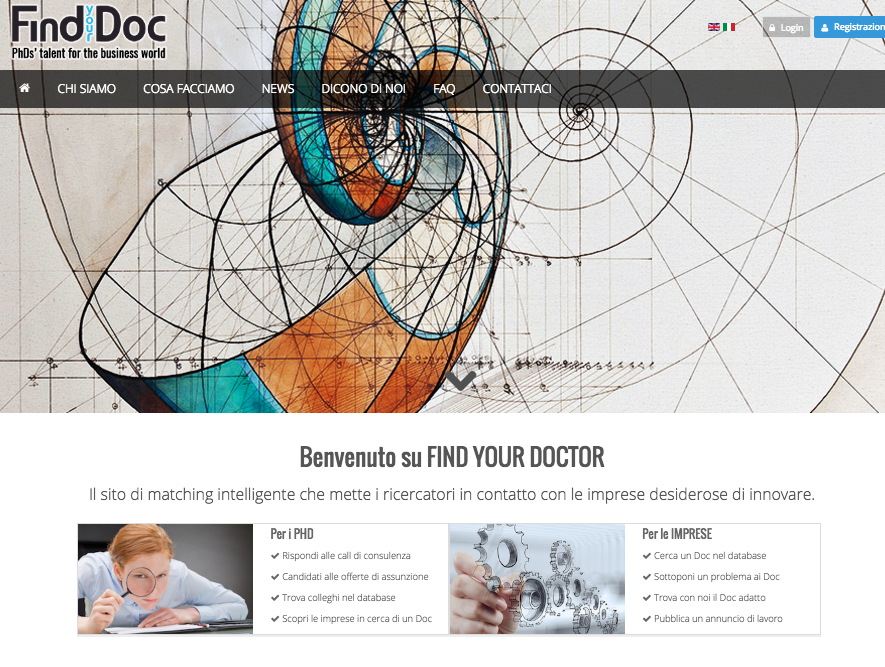 Find your Doc
PhDs' talent for the business world
Login
Registrazion
CHI SIAMO
COSA FACCIAMO
NEWS
DICONO DI NOI
FAQ
CONTATTACI
Benvenuto su FIND YOUR DOCTOR
Il sito di matching intelligente che mette i ricercatori in contatto con le imprese desiderose di innovare.
Per i PHD
Rispondi alle call di consulenza
Candidati alle offerte di assunzione
Trova colleghi nel database
Scopri le imprese in cerca di un Doc
Per le IMPRESE
Cerca un Doc nel database
Sottoponi un problema ai Doc
Trova con noi il Doc adatto
Pubblica un annuncio di lavoro